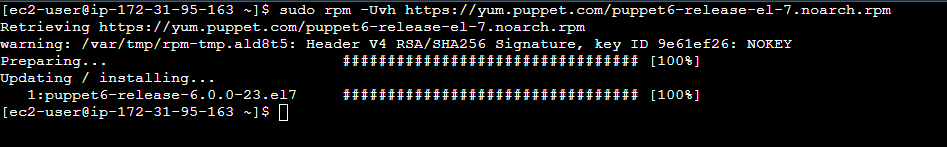 [ec2-user@ip-172-31-95-163 ~]$ sudo rpm -Uvh https://yum.puppet.com/puppet6-release-el-7.noarch.rpm
Retrieving https://yum.puppet.com/puppet6-release-el-7.noarch.rpm
warning: /var/tmp/rpm-tmp.ald8t5: Header V4 RSA/SHA256 Signature, key ID 9e61ef26: NOKEY
Preparing...                          ################################# [100%]
Updating / installing...
   1:puppet6-release-6.0.0-23.el7     ################################# [100%]
[ec2-user@ip-172-31-95-163 ~]$